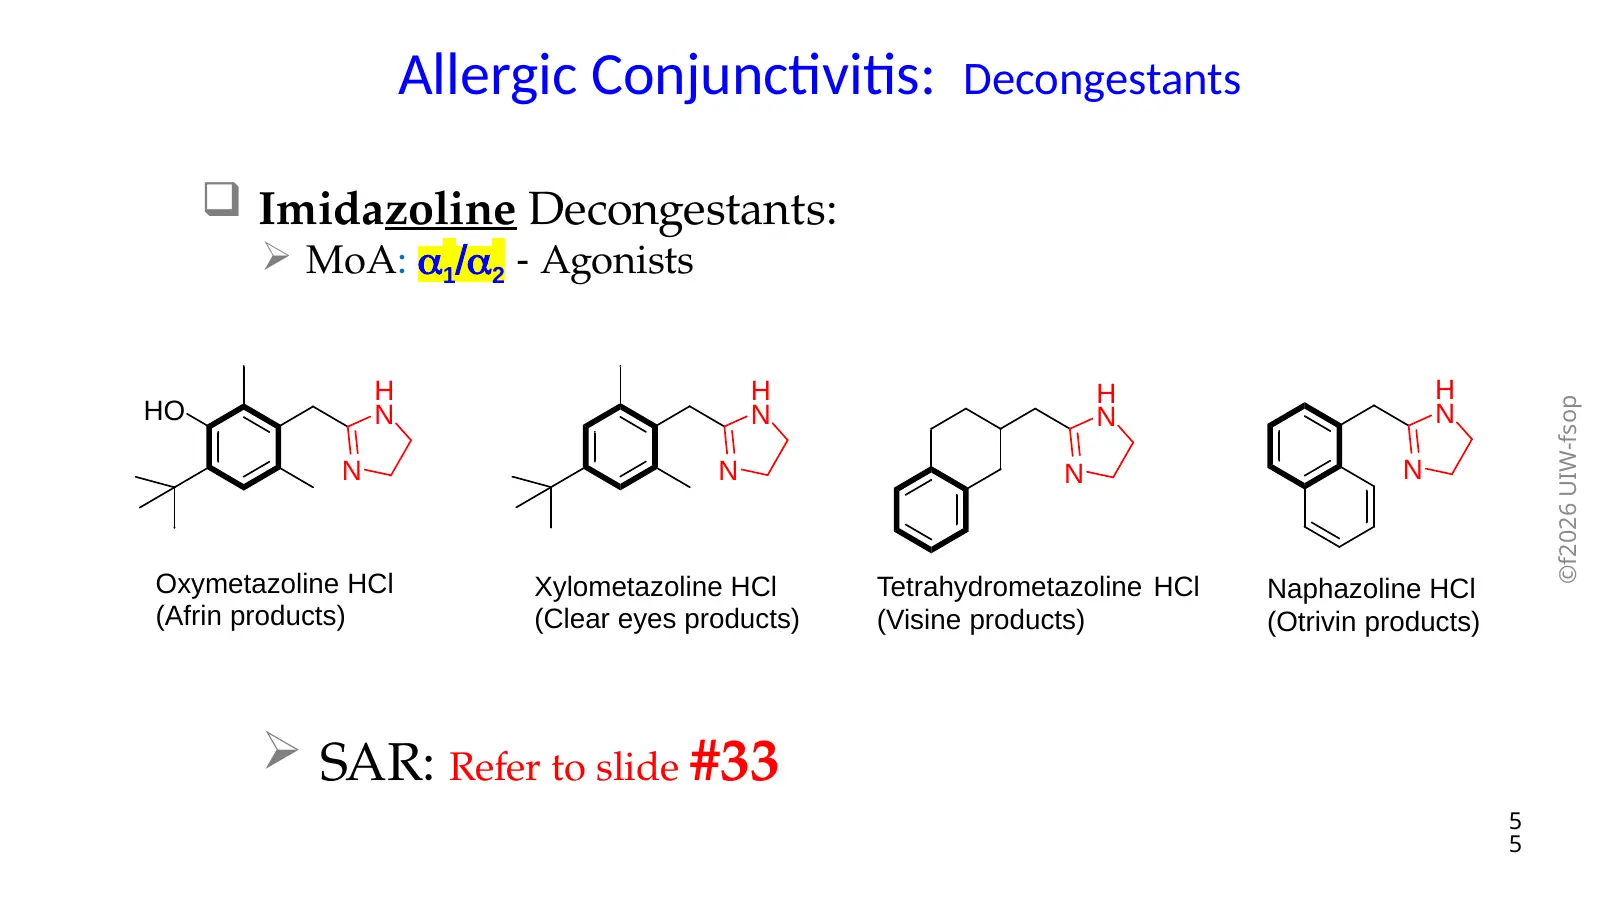 Allergic Conjunctivitis: Decongestants
Imidazoline Decongestants:
MoA: α1/α2 - Agonists
HO
H
N
N
H
N
N
H
N
N
H
N
N
Oxymetazoline HCl
(Afrin products)
Xylometazoline HCl
(Clear eyes products)
Tetrahydrometazoline HCl
(Visine products)
Naphazoline HCl
(Otrivin products)
©f2026 UIW-fsop
SAR: Refer to slide #33
5
5